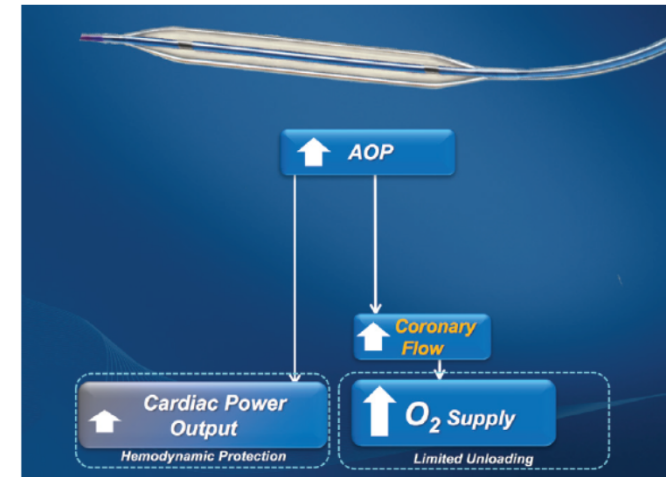 AOP
Coronary
Flow
Cardiac Power
Output
O₂ Supply
Hemodynamic Protection
Limited Unloading